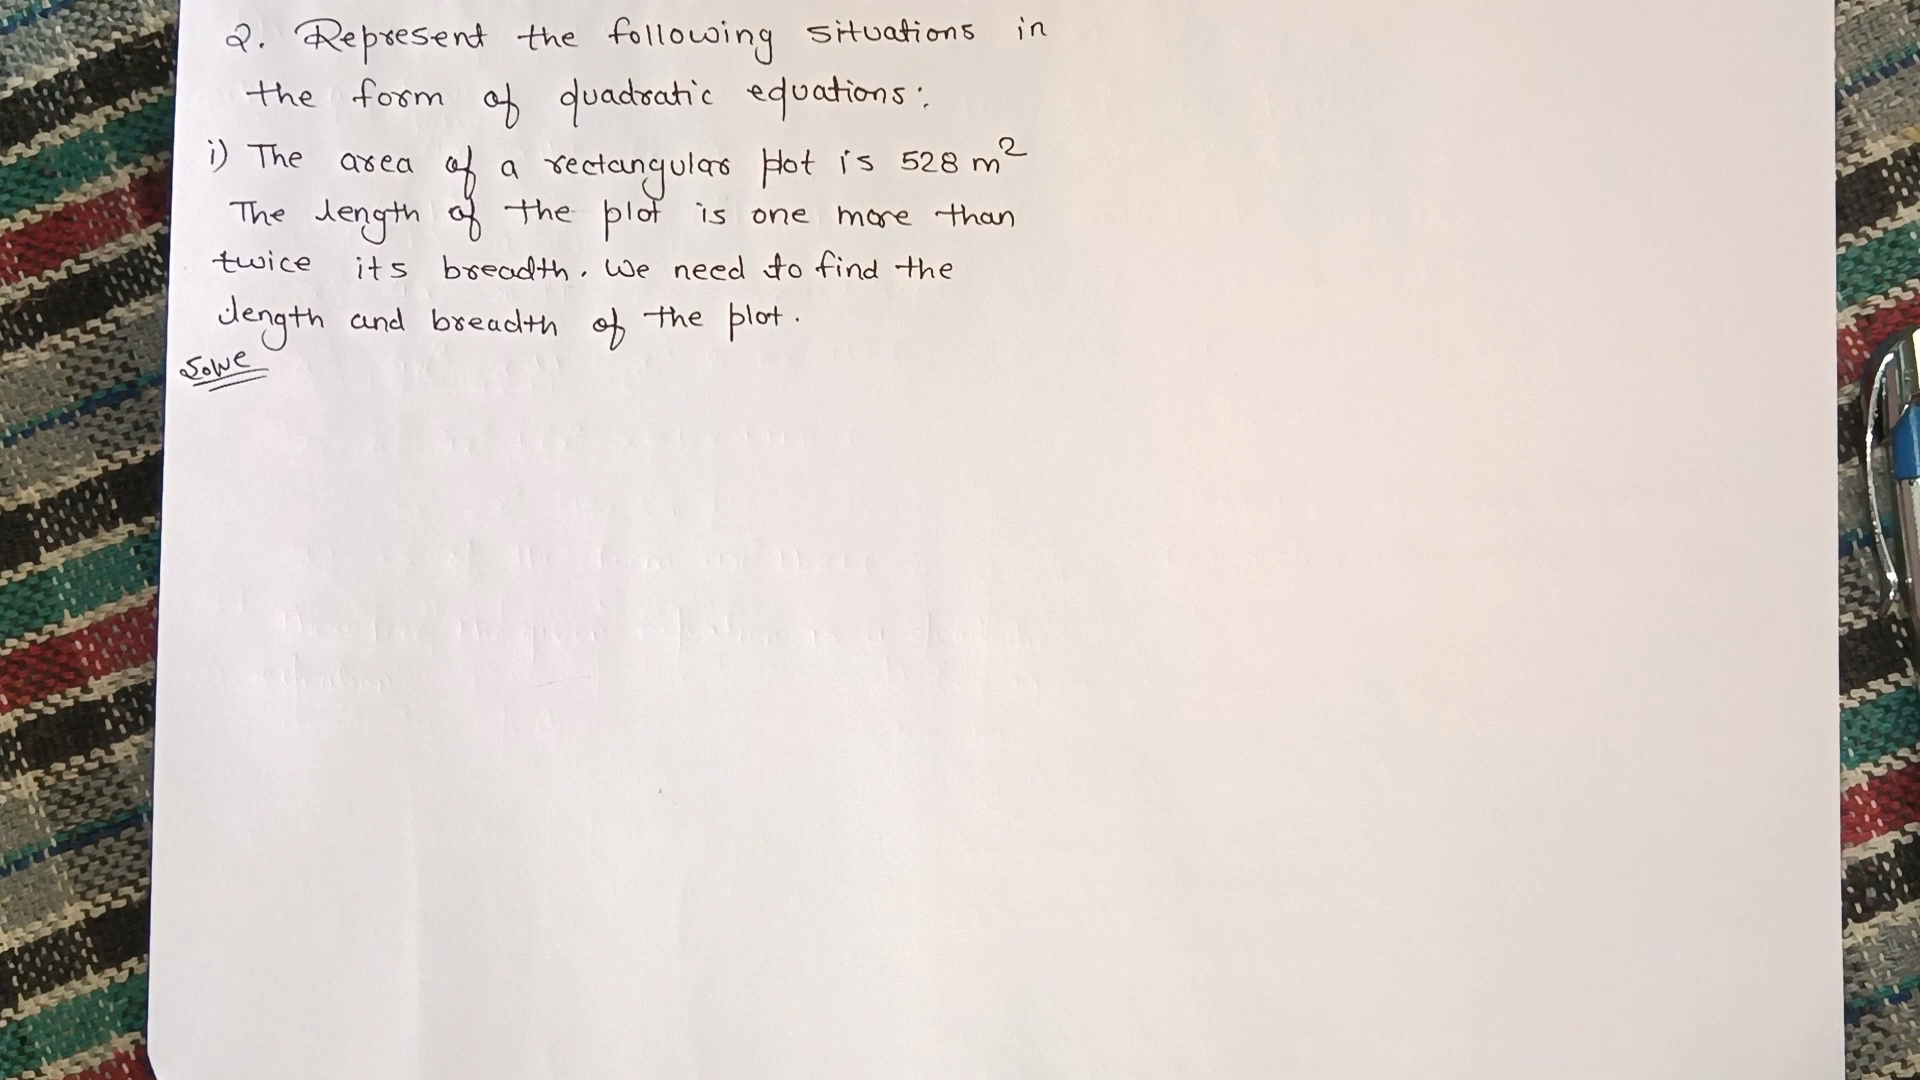 2. Represent the following situations in
the form of quadratic equations:
i) The area of a rectangular plot is 528 m²
The length of the plot is one more than
twice its breadth. We need to find the
length and breadth of the plot.